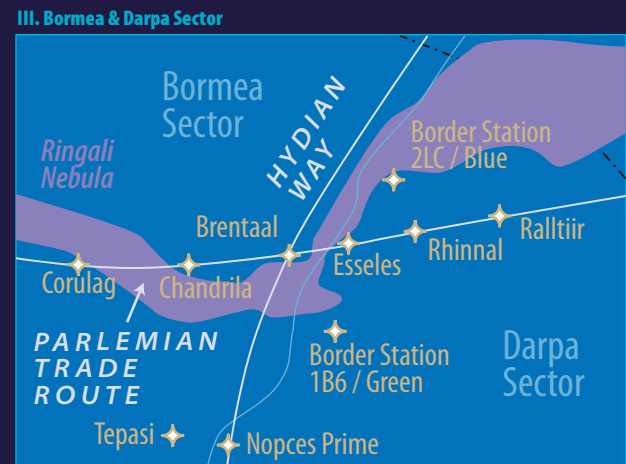 III. Bormea & Darpa Sector
Bormea
Sector
HYDIAN
WAY
Ringali
Nebula
Border Station
2LC / Blue
Brentaal
Ralltiir
Rhinnal
Esseles
Corulag
Chandrila
PARLEMIAN
TRADE
ROUTE
Border Station
1B6 / Green
Darpa
Sector
Tepasi
Nopces Prime